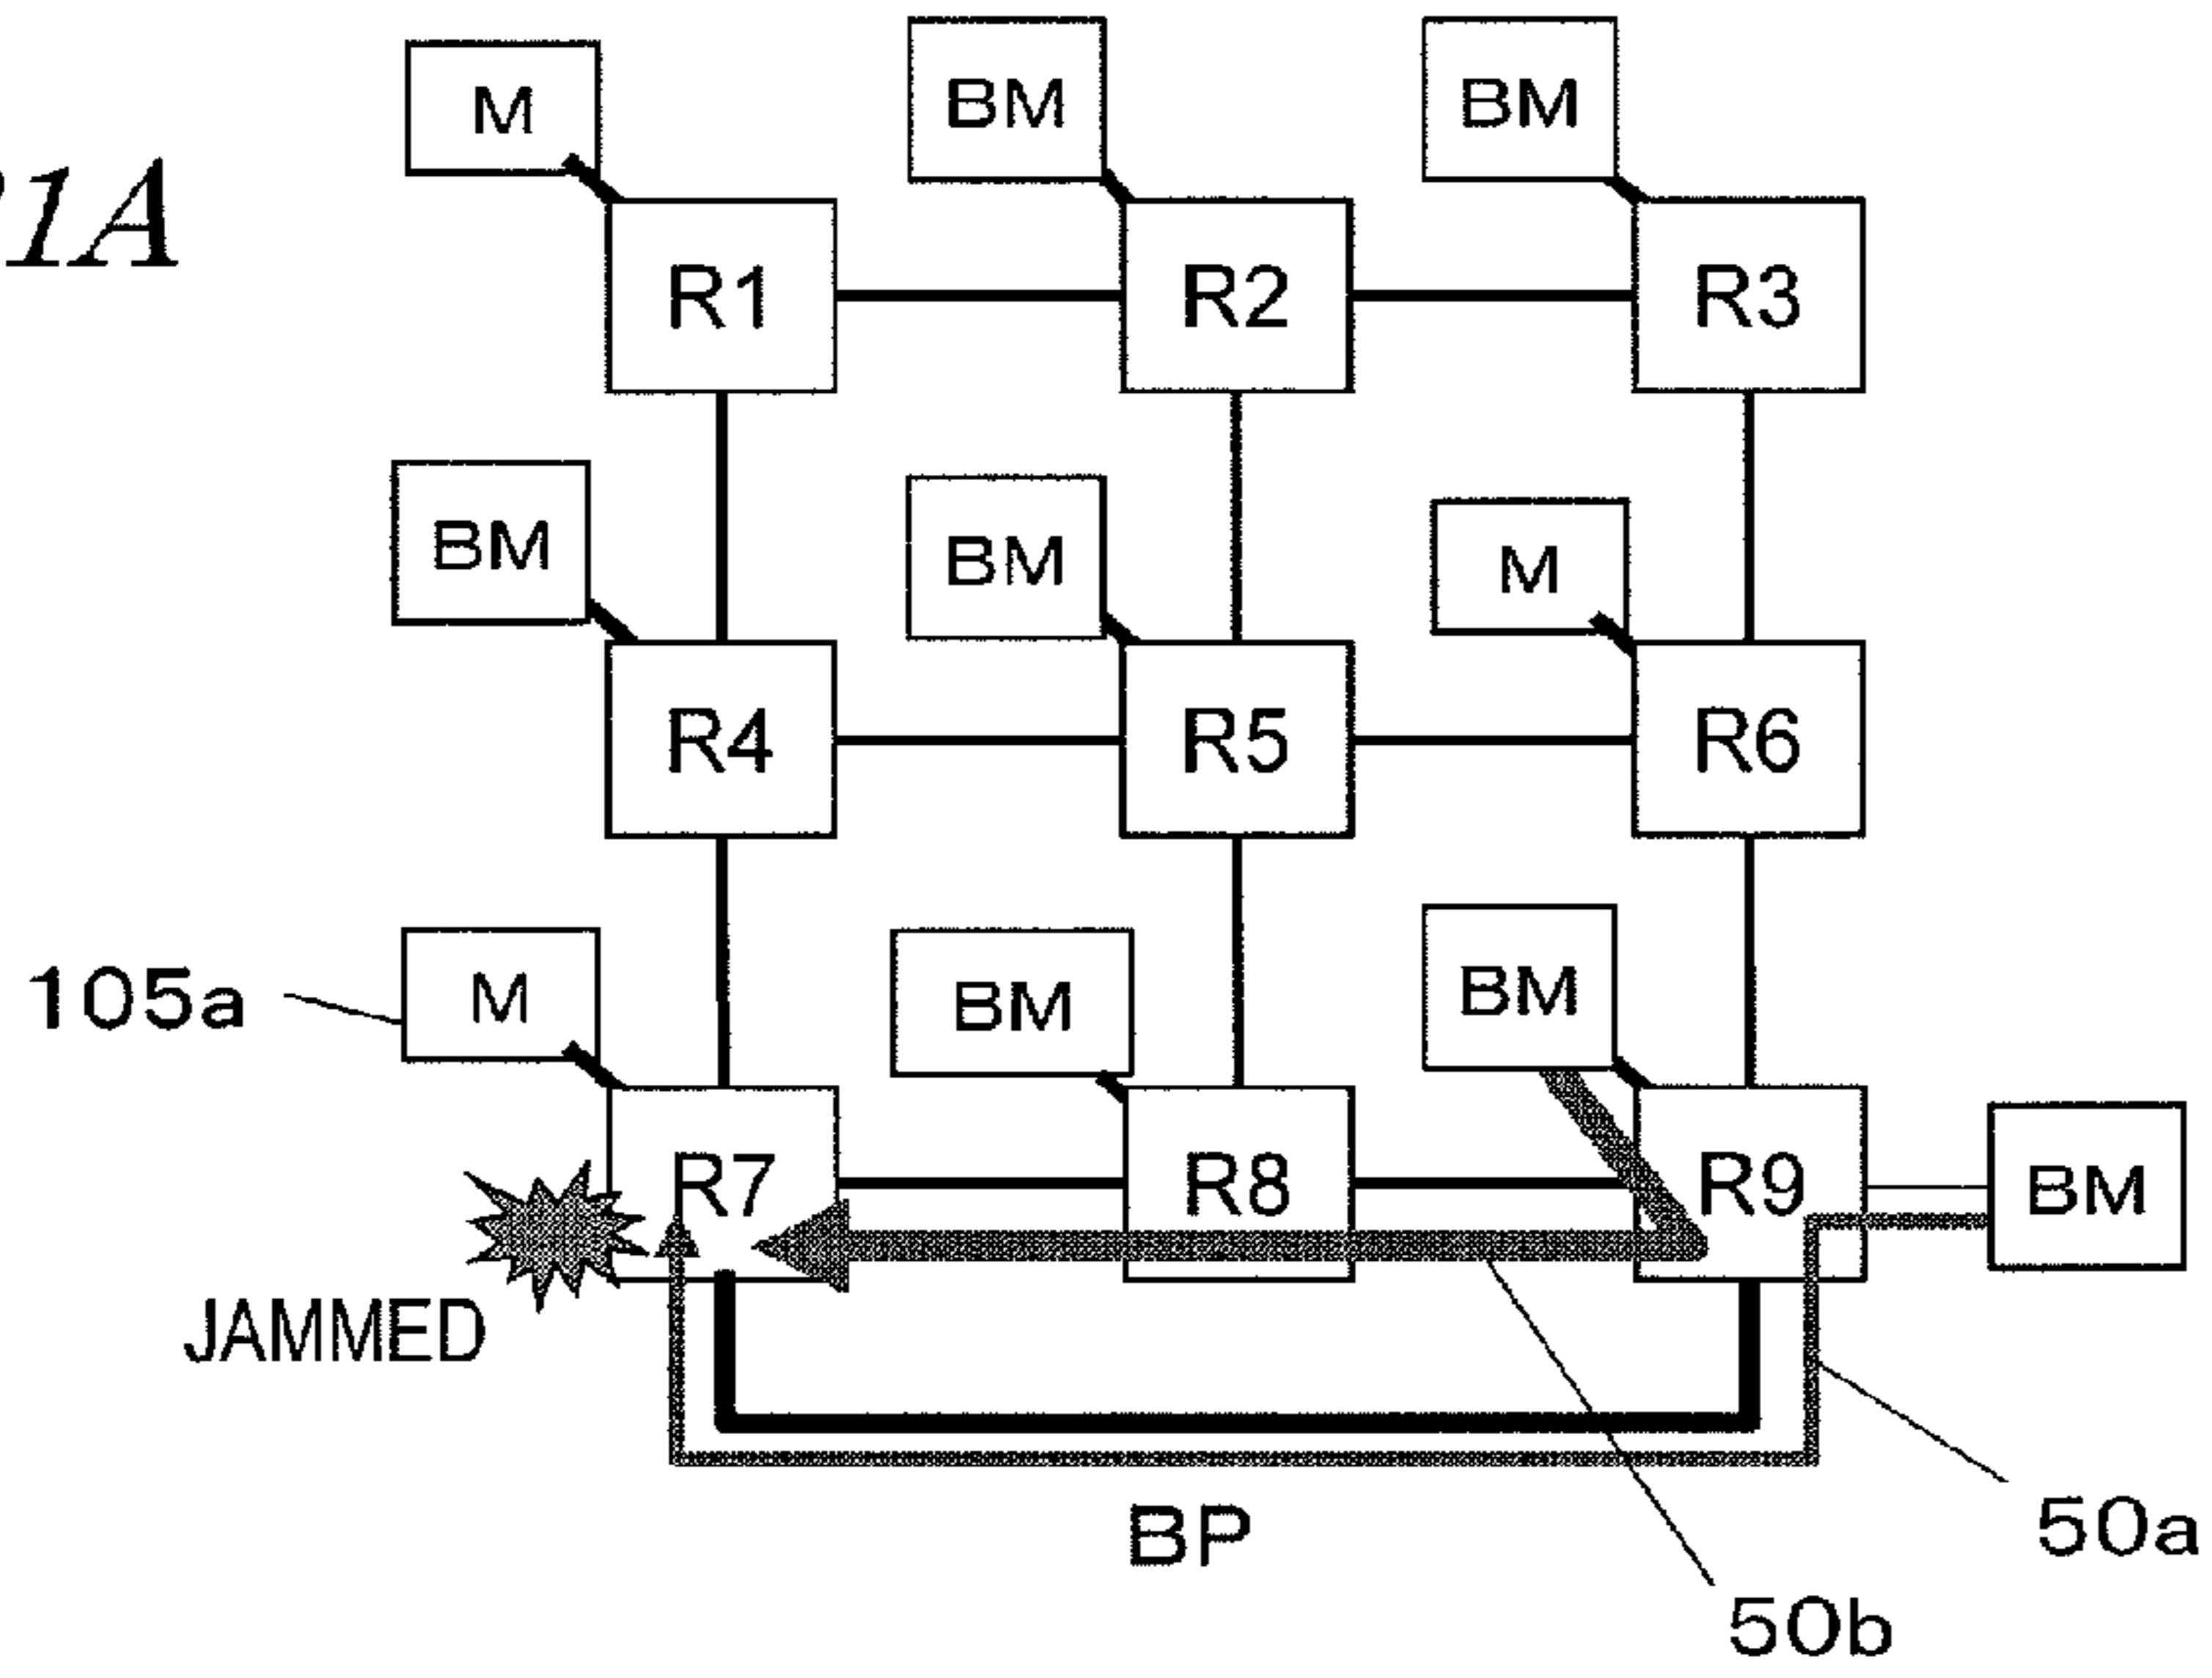 1A
M BM BM
R1 R2 R3
BM BM M
R4 R5 R6
105a M BM BM
R7 R8 R9 BM
JAMMED
BP
50a
50b